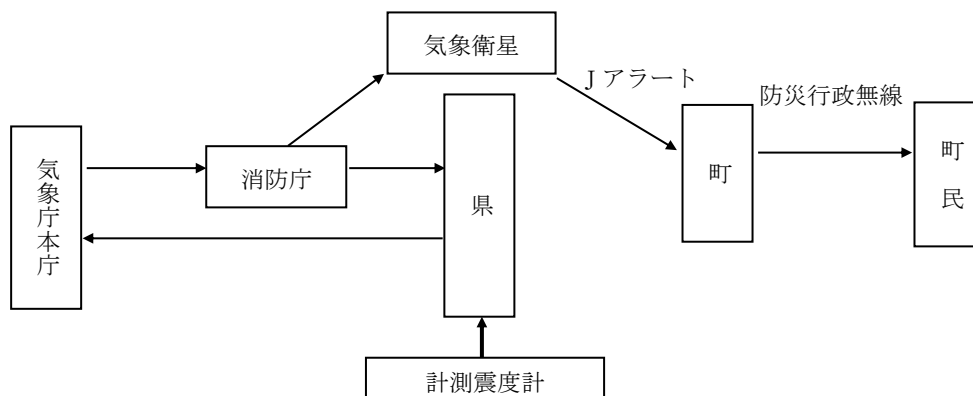 気象衛星
Jアラート
防災行政無線
気象庁本庁
消防庁
県
町
町民
計測震度計